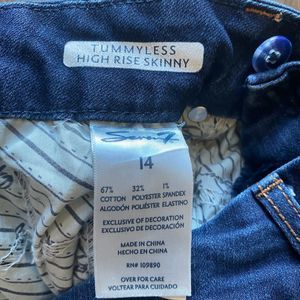 TUMMYLESS
HIGH RISE SKINNY
Seven7
14
67% 32% 1%
COTTON POLYESTER SPANDEX
ALGODÓN POLIÉSTER ELASTINO
EXCLUSIVE OF DECORATION
EXCLUSIVO DE DECORACIÓN
MADE IN CHINA
HECHO EN CHINA
RN# 109890
OVER FOR CARE
VOLTEAR PARA CUIDADO